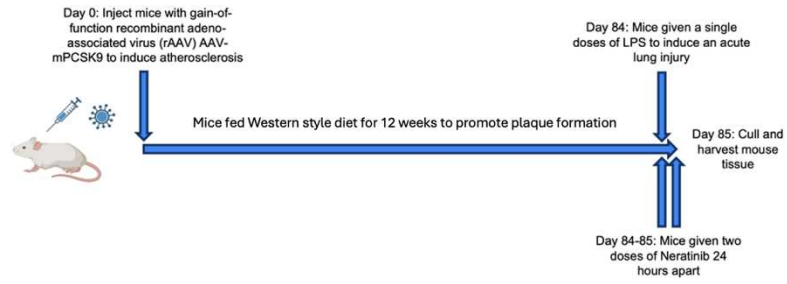 Day 0: Inject mice with gain-of-
function recombinant adeno-
associated virus (rAAV) AAV-
mPCSK9 to induce atherosclerosis
Day 84: Mice given a single
doses of LPS to induce an acute
lung injury
Mice fed Western style diet for 12 weeks to promote plaque formation
Day 85: Cull and
harvest mouse
tissue
Day 84-85: Mice given two
doses of Neratinib 24
hours apart